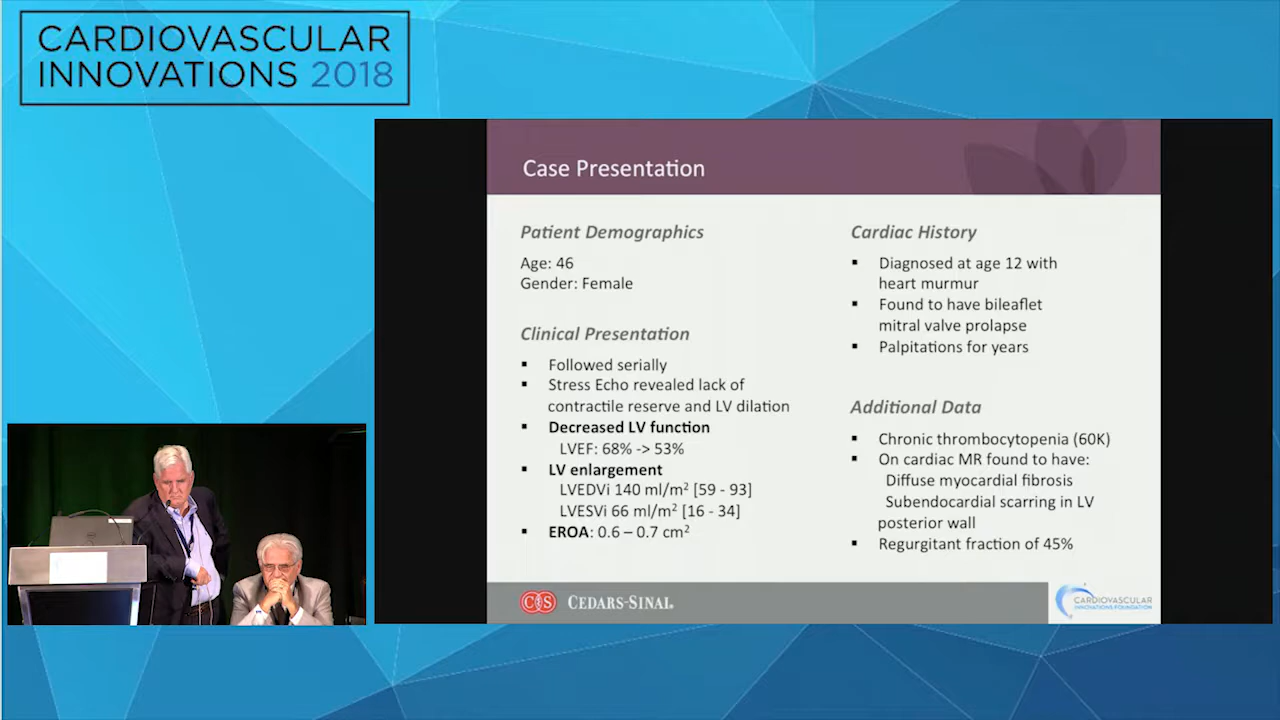 CARDIOVASCULAR
INNOVATIONS 2018
Case Presentation
Patient Demographics
Age: 46
Gender: Female
Clinical Presentation
▪ Followed serially
▪ Stress Echo revealed lack of
contractile reserve and LV dilation
▪ Decreased LV function
LVEF: 68% -> 53%
▪ LV enlargement
LVEDVi 140 ml/m² [59 - 93]
LVESVi 66 ml/m² [16 - 34]
▪ EROA: 0.6 – 0.7 cm²
Cardiac History
▪ Diagnosed at age 12 with
heart murmur
▪ Found to have bileaflet
mitral valve prolapse
▪ Palpitations for years
Additional Data
▪ Chronic thrombocytopenia (60K)
▪ On cardiac MR found to have:
Diffuse myocardial fibrosis
Subendocardial scarring in LV
posterior wall
▪ Regurgitant fraction of 45%
CEDARS-SINAI®
CARDIOVASCULAR
INNOVATIONS FOUNDATION